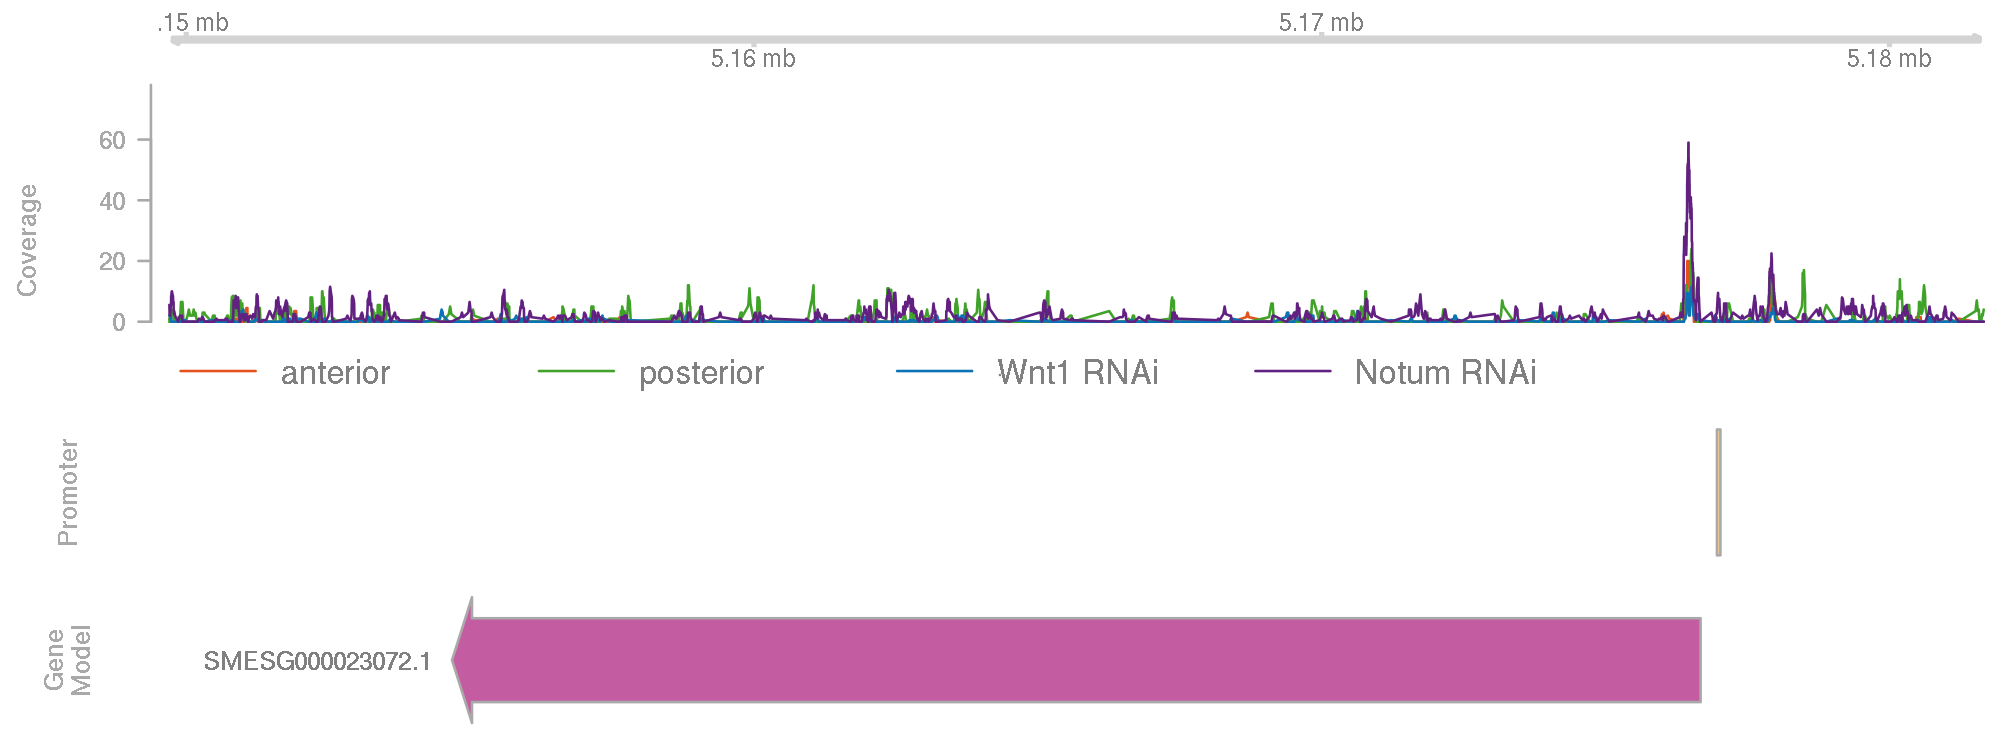 .15 mb
5.17 mb
5.16 mb
5.18 mb
Coverage
60
40
20
0
anterior
posterior
Wnt1 RNAi
Notum RNAi
Promoter
Gene
Model
SMESG000023072.1